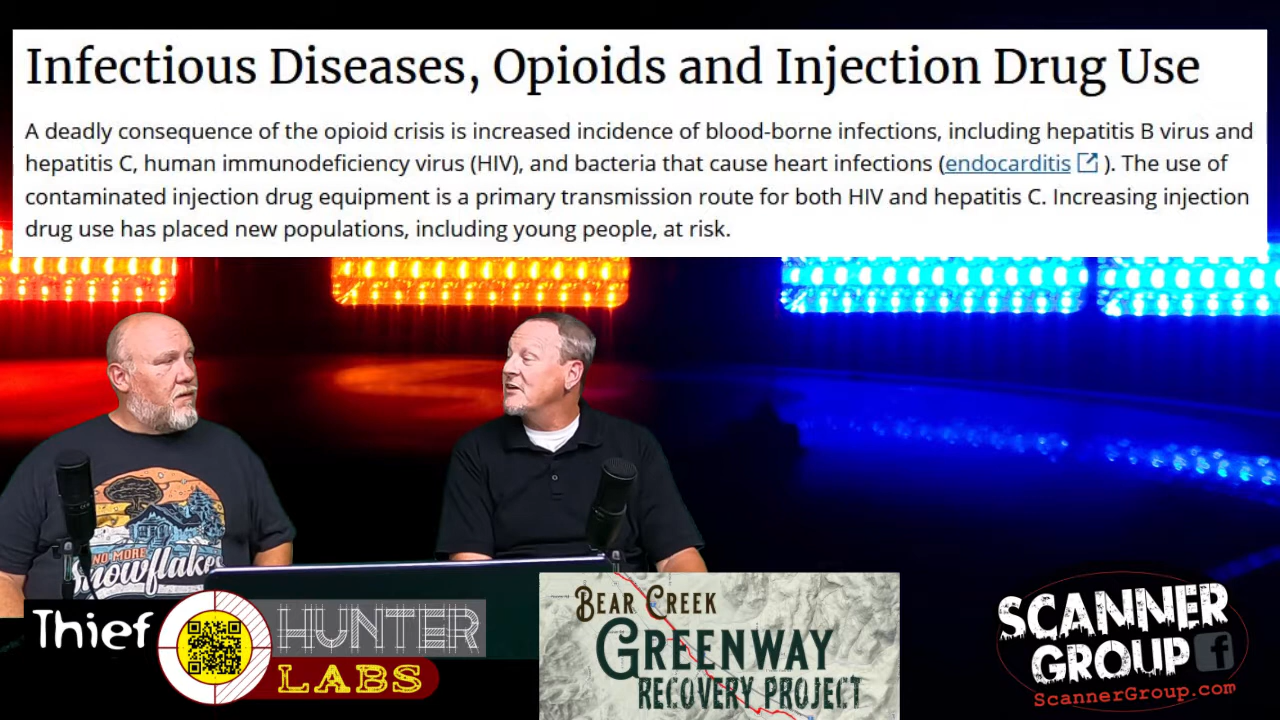 Infectious Diseases, Opioids and Injection Drug Use
A deadly consequence of the opioid crisis is increased incidence of blood-borne infections, including hepatitis B virus and
hepatitis C, human immunodeficiency virus (HIV), and bacteria that cause heart infections (endocarditis). The use of
contaminated injection drug equipment is a primary transmission route for both HIV and hepatitis C. Increasing injection
drug use has placed new populations, including young people, at risk.
NO MORE
Snowflakes
Thief
HUNTER
LABS
BEAR CREEK
GREENWAY
RECOVERY PROJECT
SCANNER
GROUP f
ScannerGroup.com